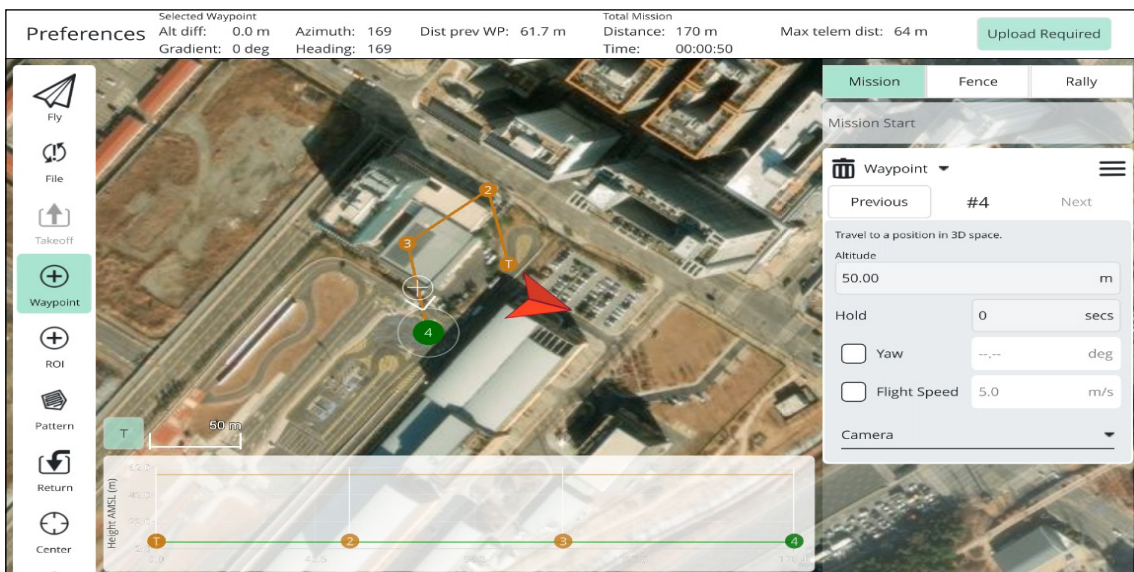 Preferences
Selected Waypoint
Alt diff: 0.0 m Azimuth: 169 Dist prev WP: 61.7 m
Gradient: 0 deg Heading: 169
Total Mission
Distance: 170 m Max telem dist: 64 m
Time: 00:00:50
Upload Required
Fly
File
Takeoff
Waypoint
ROI
Pattern
Return
Center
Mission Fence Rally
Mission Start
Waypoint
Previous #4 Next
Travel to a position in 3D space.
Altitude
50.00 m
Hold 0 secs
Yaw --.-- deg
Flight Speed 5.0 m/s
Camera
2
3
T
4
T
50 m
Height AMSL (m)
T 2 3 4